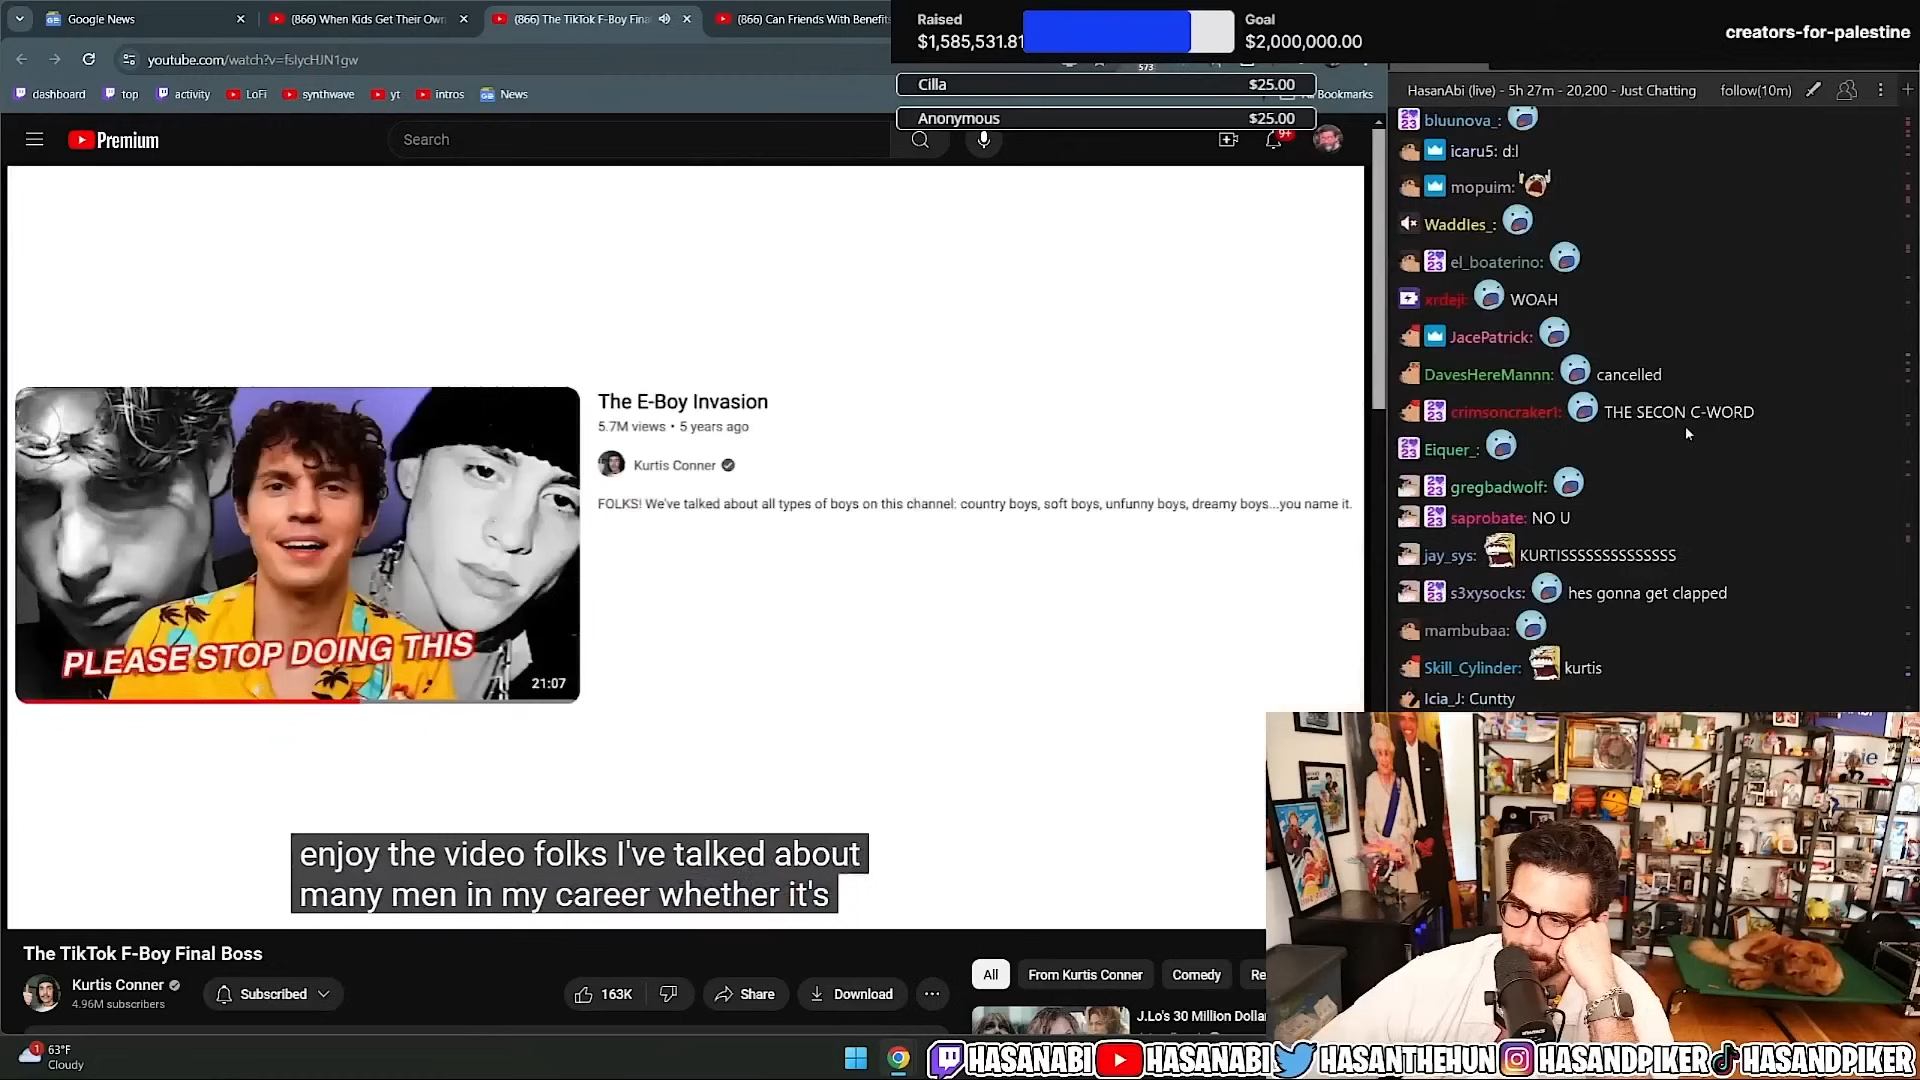 Google News
(866) When Kids Get Their Own
(866) The TikTok F-Boy Fina
(866) Can Friends With Benefits
Raised
$1,585,531.81
Goal
$2,000,000.00
creators-for-palestine
youtube.com/watch?v=fslycHJN1gw
573
Cilla $25.00
Anonymous $25.00
dashboard
top
activity
LoFi
synthwave
yt
intros
News
Bookmarks
HasanAbi (live) - 5h 27m - 20,200 - Just Chatting
follow(10m)
Premium
Search
9+
bluunova_:
icaru5: d:l
mopuim:
Waddles_:
el_boaterino:
xrdeji: WOAH
JacePatrick:
DavesHereMannn: cancelled
crimsoncraker1: THE SECON C-WORD
Eiquer_:
gregbadwolf:
saprobate: NO U
jay_sys: KURTISSSSSSSSSSSSSS
s3xysocks: hes gonna get clapped
mambubaa:
Skill_Cylinder: kurtis
Icia_J: Cuntty
The E-Boy Invasion
5.7M views • 5 years ago
Kurtis Conner
FOLKS! We've talked about all types of boys on this channel: country boys, soft boys, unfunny boys, dreamy boys...you name it.
PLEASE STOP DOING THIS
21:07
enjoy the video folks I've talked about
many men in my career whether it's
The TikTok F-Boy Final Boss
Kurtis Conner
4.96M subscribers
Subscribed
163K
Share
Download
All
From Kurtis Conner
Comedy
Re
J.Lo's 30 Million Dollar
1
63°F
Cloudy
HASANABI
HASANABI
HASANTHEHUN
HASANDPIKER
HASANDPIKER